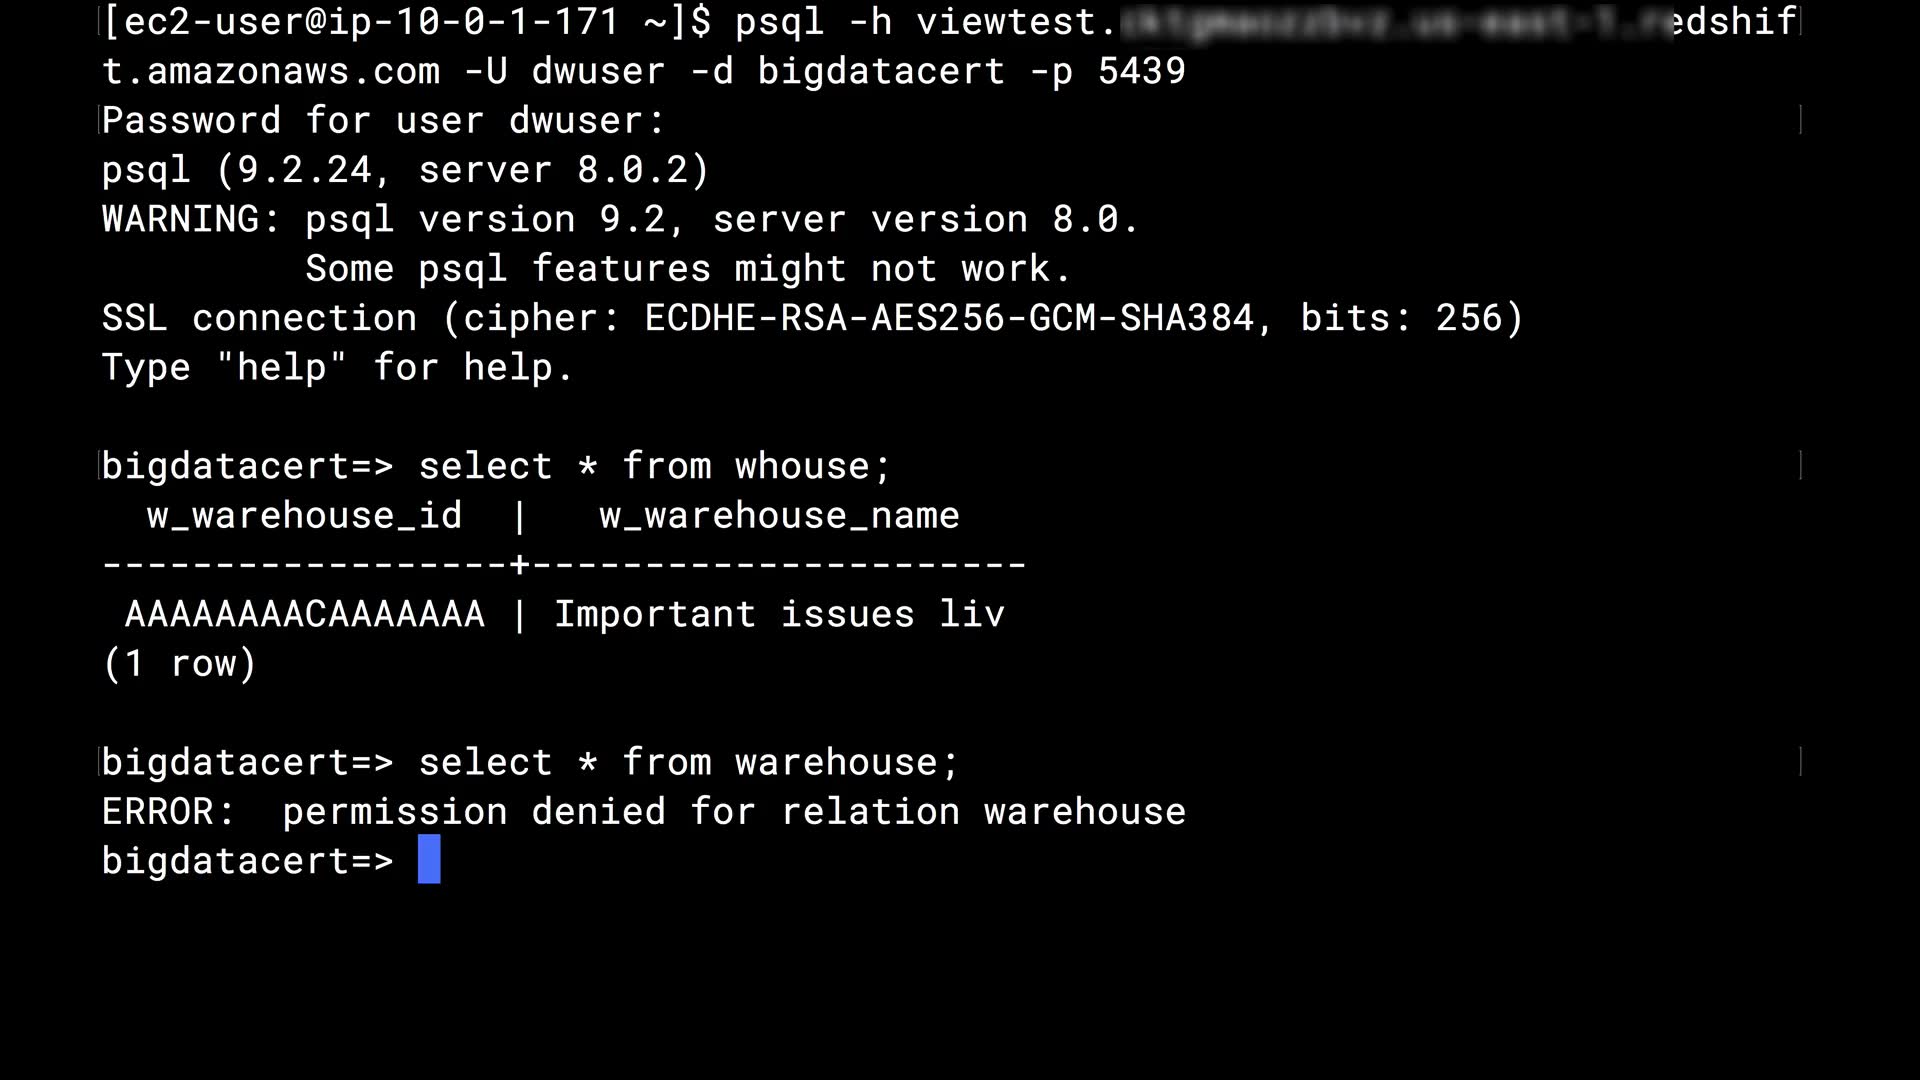 [ec2-user@ip-10-0-1-171 ~]$ psql -h viewtest. edshif
t.amazonaws.com -U dwuser -d bigdatacert -p 5439
Password for user dwuser:
psql (9.2.24, server 8.0.2)
WARNING: psql version 9.2, server version 8.0.
         Some psql features might not work.
SSL connection (cipher: ECDHE-RSA-AES256-GCM-SHA384, bits: 256)
Type "help" for help.
bigdatacert=> select * from whouse;
  w_warehouse_id  |   w_warehouse_name
------------------+----------------------
 AAAAAAAACAAAAAAA | Important issues liv
(1 row)
bigdatacert=> select * from warehouse;
ERROR:  permission denied for relation warehouse
bigdatacert=>